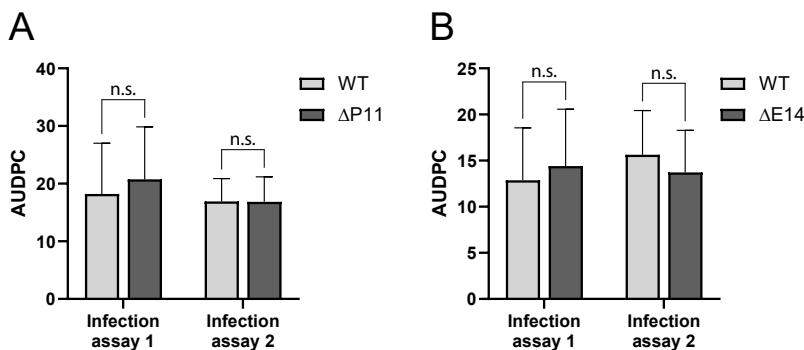 A
AUDPC
40
30
20
10
0
n.s.
n.s.
WT
ΔP11
Infection
assay 1
Infection
assay 2
B
AUDPC
25
20
15
10
5
0
n.s.
n.s.
WT
ΔE14
Infection
assay 1
Infection
assay 2